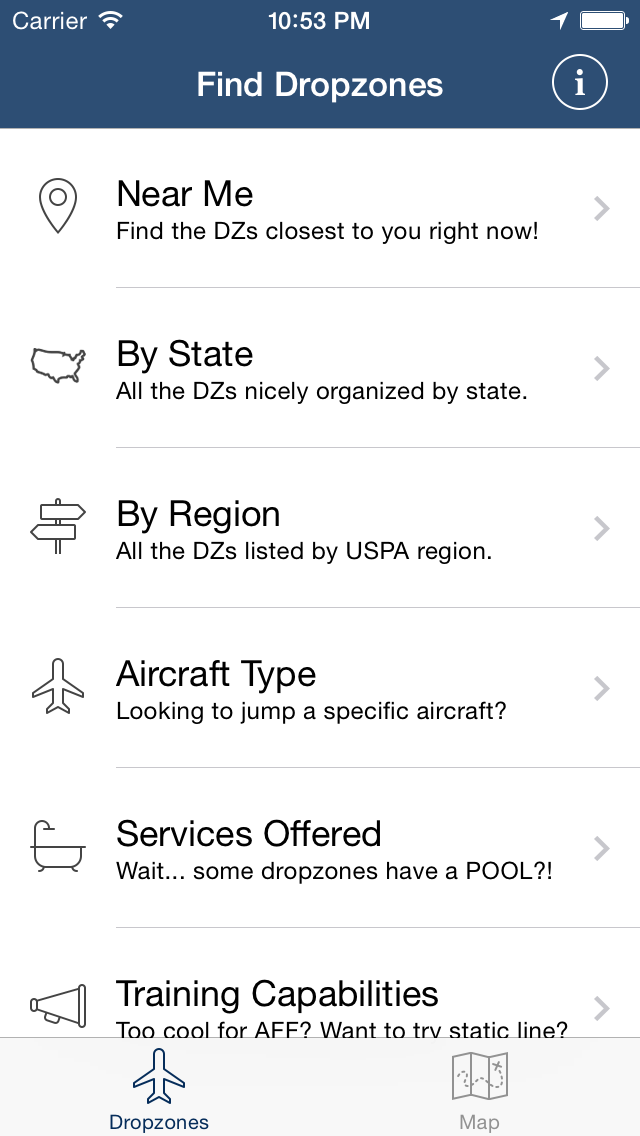 Carrier 10:53 PM
Find Dropzones
i
Near Me
Find the DZs closest to you right now!
By State
All the DZs nicely organized by state.
By Region
All the DZs listed by USPA region.
Aircraft Type
Looking to jump a specific aircraft?
Services Offered
Wait... some dropzones have a POOL?!
Training Capabilities
Too cool for AFF? Want to try static line?
Dropzones Map